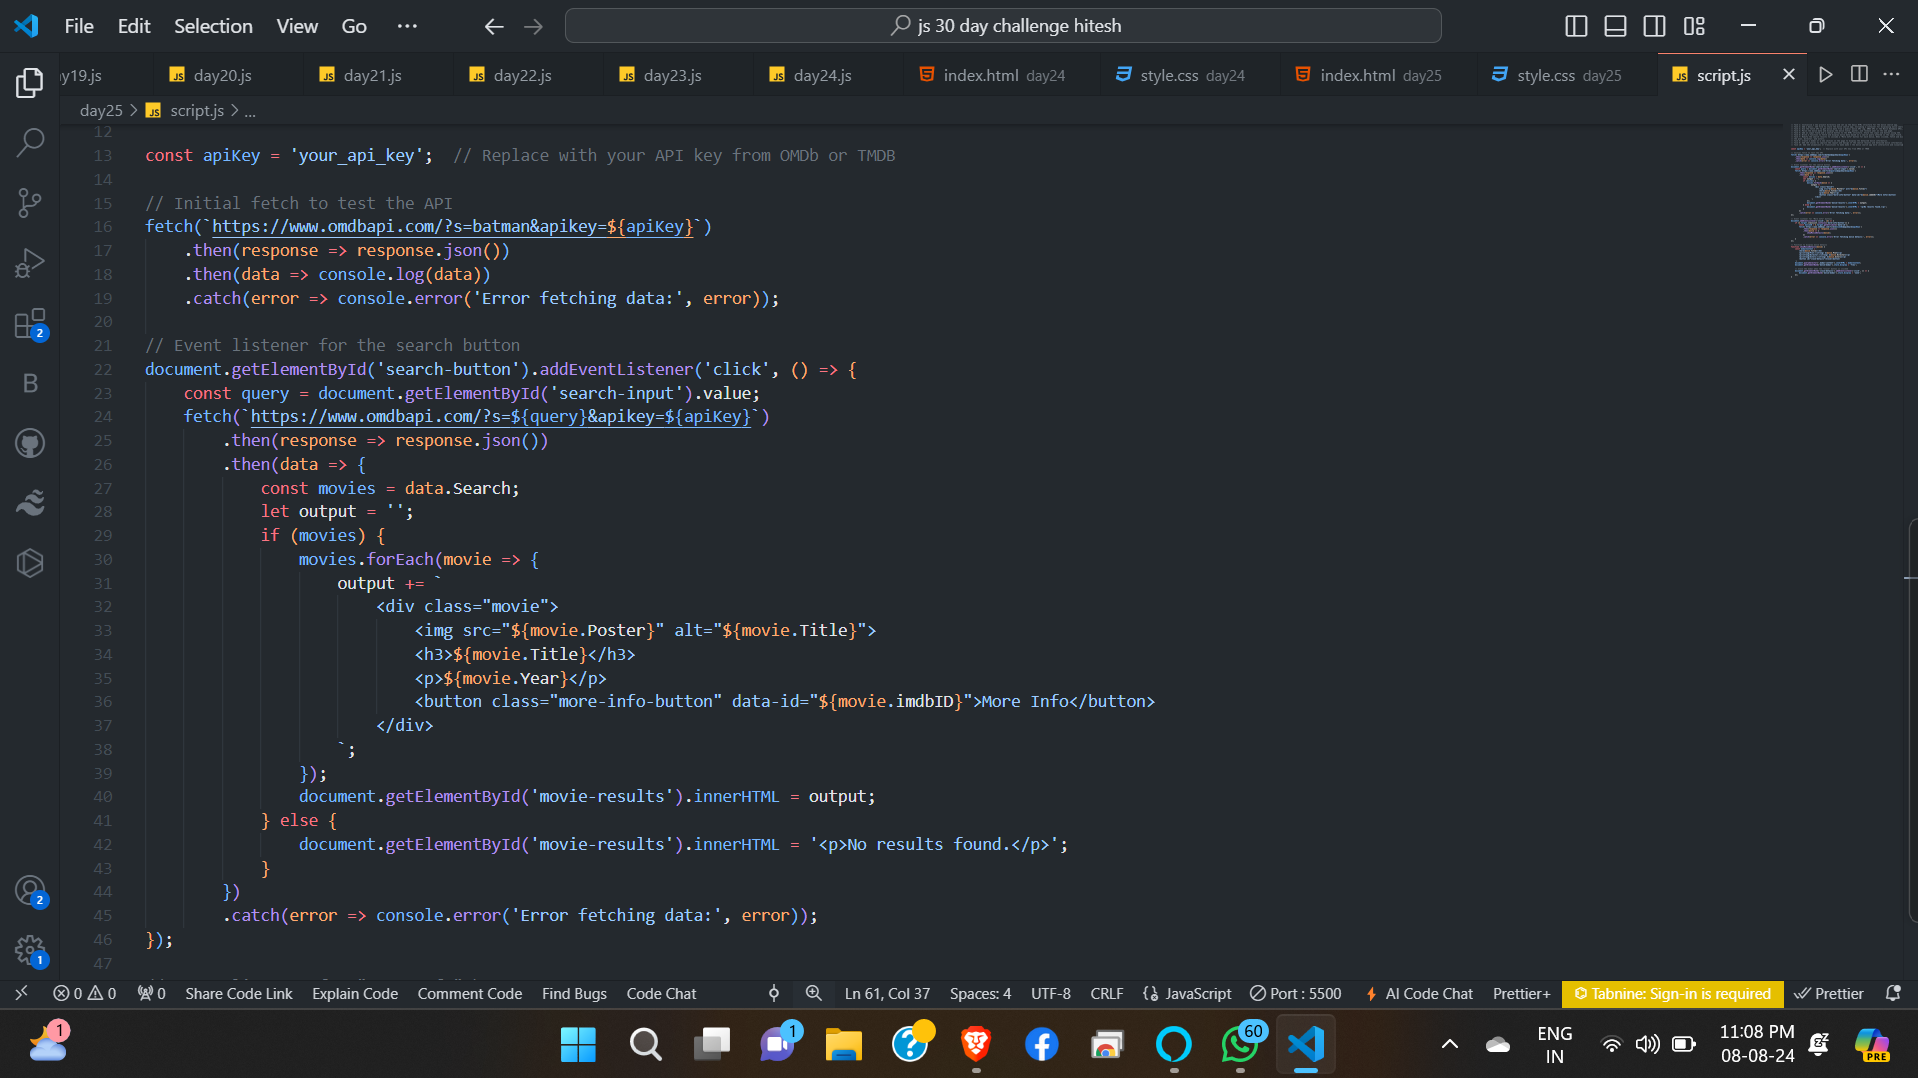 File Edit Selection View Go ···
js 30 day challenge hitesh
y19.js day20.js day21.js day22.js day23.js day24.js index.html day24 style.css day24 index.html day25 style.css day25 script.js
day25 > script.js > ...
12
13 const apiKey = 'your_api_key';  // Replace with your API key from OMDb or TMDB
14
15 // Initial fetch to test the API
16 fetch(`https://www.omdbapi.com/?s=batman&apikey=${apiKey}`)
17     .then(response => response.json())
18     .then(data => console.log(data))
19     .catch(error => console.error('Error fetching data:', error));
20
21 // Event listener for the search button
22 document.getElementById('search-button').addEventListener('click', () => {
23     const query = document.getElementById('search-input').value;
24     fetch(`https://www.omdbapi.com/?s=${query}&apikey=${apiKey}`)
25         .then(response => response.json())
26         .then(data => {
27             const movies = data.Search;
28             let output = '';
29             if (movies) {
30                 movies.forEach(movie => {
31                     output += `
32                         <div class="movie">
33                             <img src="${movie.Poster}" alt="${movie.Title}">
34                             <h3>${movie.Title}</h3>
35                             <p>${movie.Year}</p>
36                             <button class="more-info-button" data-id="${movie.imdbID}">More Info</button>
37                         </div>
38                     `;
39                 });
40                 document.getElementById('movie-results').innerHTML = output;
41             } else {
42                 document.getElementById('movie-results').innerHTML = '<p>No results found.</p>';
43             }
44         })
45         .catch(error => console.error('Error fetching data:', error));
46 });
47
2
B
2
1
0 0 0 Share Code Link Explain Code Comment Code Find Bugs Code Chat Ln 61, Col 37 Spaces: 4 UTF-8 CRLF JavaScript Port : 5500 AI Code Chat Prettier+ Tabnine: Sign-in is required Prettier
1 1 60 ENG IN 11:08 PM 08-08-24 PRE